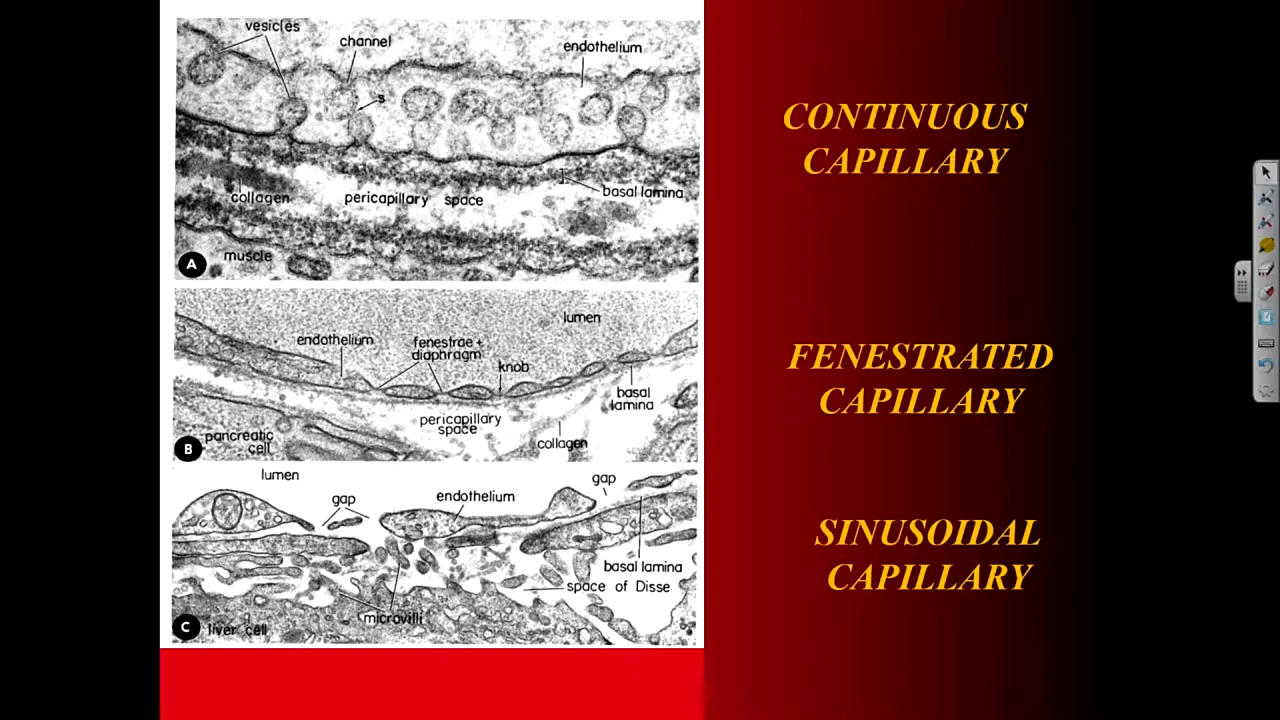 vesicles
channel
endothelium
s
basal lamina
collagen
pericapillary space
muscle
A
lumen
endothelium
fenestrae +
diaphragm
knob
basal
lamina
pericapillary
space
collagen
pancreatic
cell
B
lumen
gap
gap
endothelium
basal lamina
space of Disse
microvilli
liver cell
C
CONTINUOUS
CAPILLARY
FENESTRATED
CAPILLARY
SINUSOIDAL
CAPILLARY